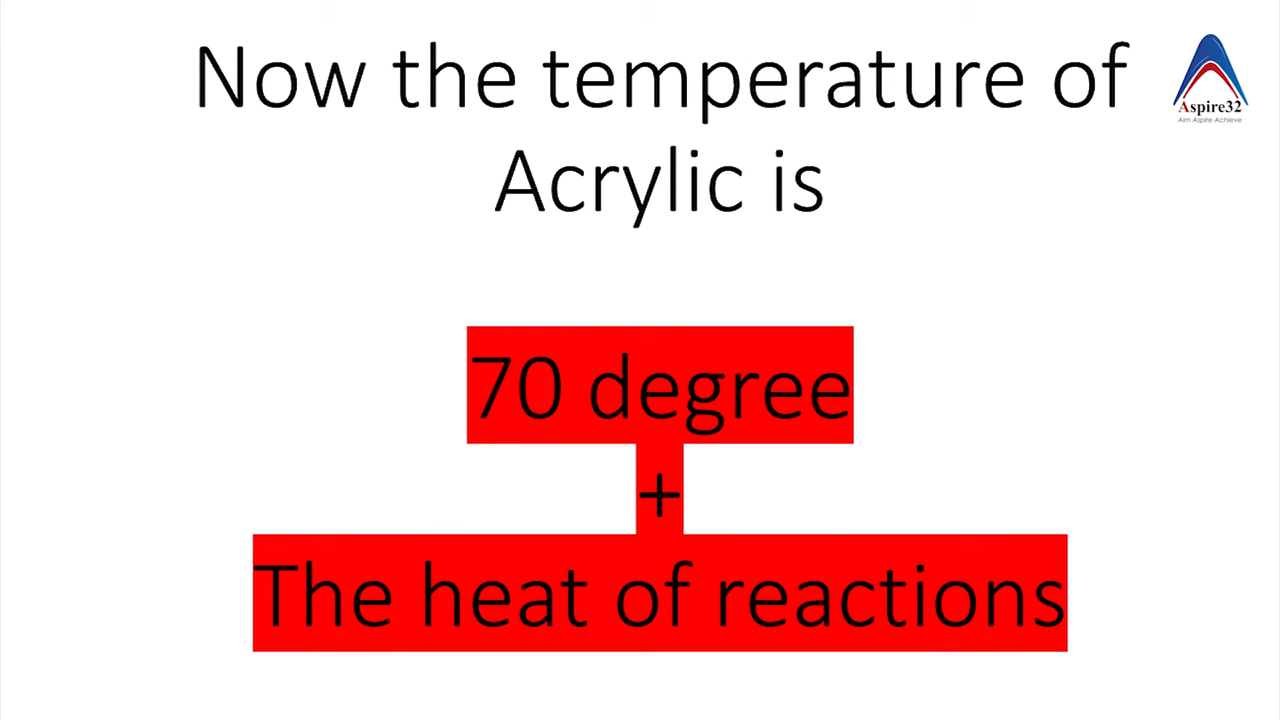 Now the temperature of
Acrylic is
Aspire32
Aim Aspire Achieve
70 degree
+
The heat of reactions